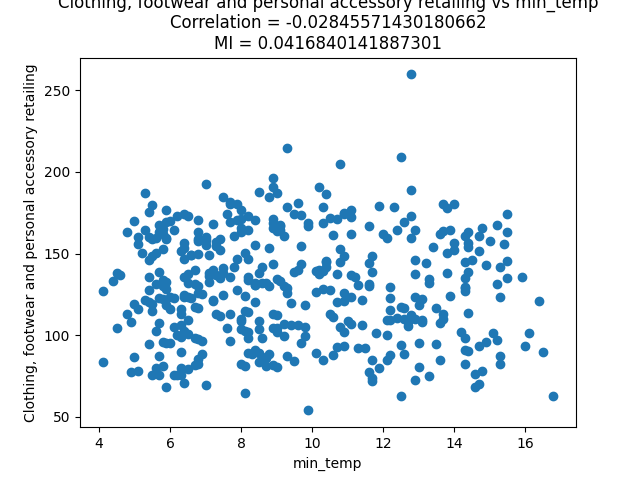 Clothing, footwear and personal accessory retailing vs min_temp
Correlation = -0.02845571430180662
MI = 0.0416840141887301
Clothing, footwear and personal accessory retailing
250
200
150
100
50
4 6 8 10 12 14 16
min_temp